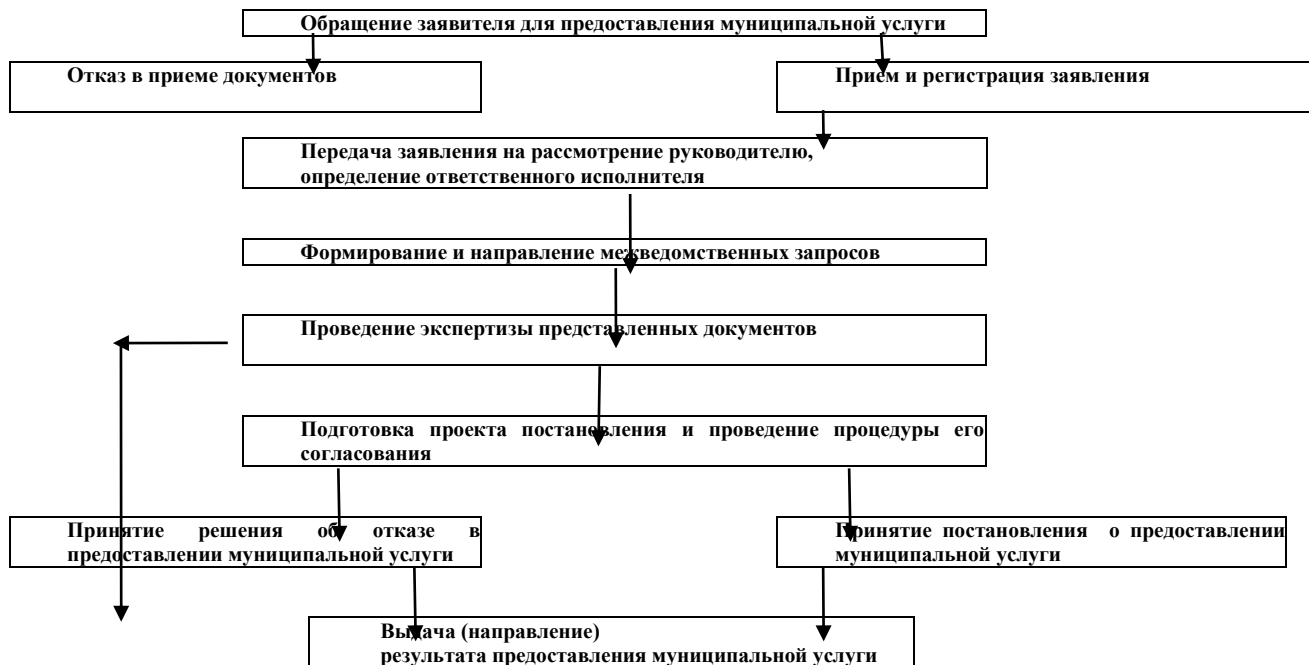 Обращение заявителя для предоставления муниципальной услуги
Отказ в приеме документов
Прием и регистрация заявления
Передача заявления на рассмотрение руководителю,
определение ответственного исполнителя
Формирование и направление межведомственных запросов
Проведение экспертизы представленных документов
Подготовка проекта постановления и проведение процедуры его
согласования
Принятие решения об отказе в
предоставлении муниципальной услуги
Принятие постановления о предоставлении
муниципальной услуги
Выдача (направление)
результата предоставления муниципальной услуги